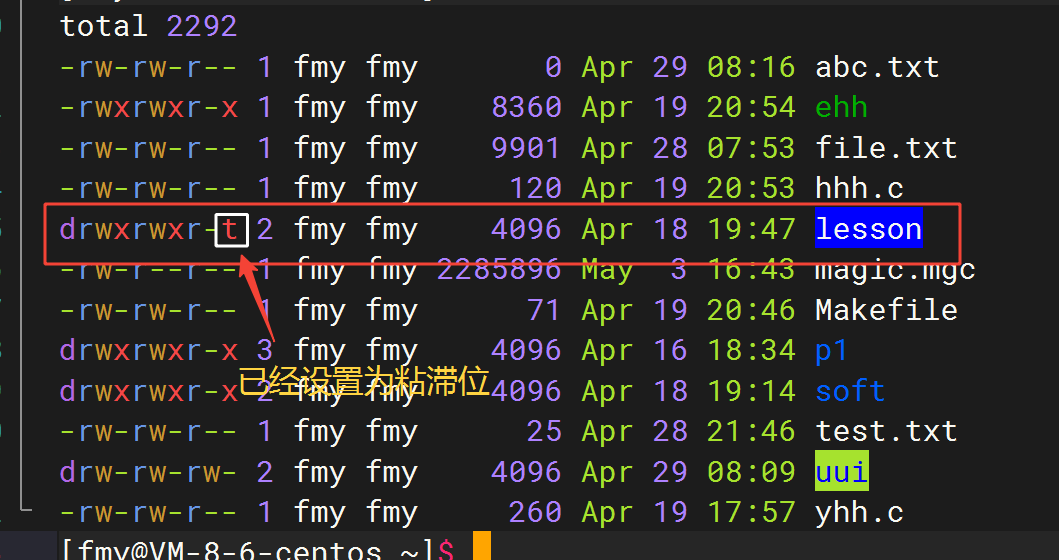 total 2292
-rw-rw-r-- 1 fmy fmy 0 Apr 29 08:16 abc.txt
-rwxrwxr-x 1 fmy fmy 8360 Apr 19 20:54 ehh
-rw-rw-r-- 1 fmy fmy 9901 Apr 28 07:53 file.txt
-rw-rw-r-- 1 fmy fmy 120 Apr 19 20:53 hhh.c
drwxrwxr-t 2 fmy fmy 4096 Apr 18 19:47 lesson
-rw-r--r-- 1 fmy fmy 2285896 May 3 16:43 magic.mgc
-rw-rw-r-- 1 fmy fmy 71 Apr 19 20:46 Makefile
drwxrwxr-x 3 fmy fmy 4096 Apr 16 18:34 p1
已经设置为粘滞位
drwxrwxr-x 2 fmy fmy 4096 Apr 18 19:14 soft
-rw-rw-r-- 1 fmy fmy 25 Apr 28 21:46 test.txt
drw-rw-rw- 2 fmy fmy 4096 Apr 29 08:09 uui
-rw-rw-r-- 1 fmy fmy 260 Apr 19 17:57 yhh.c
[fmy@VM-8-6-centos ~]$